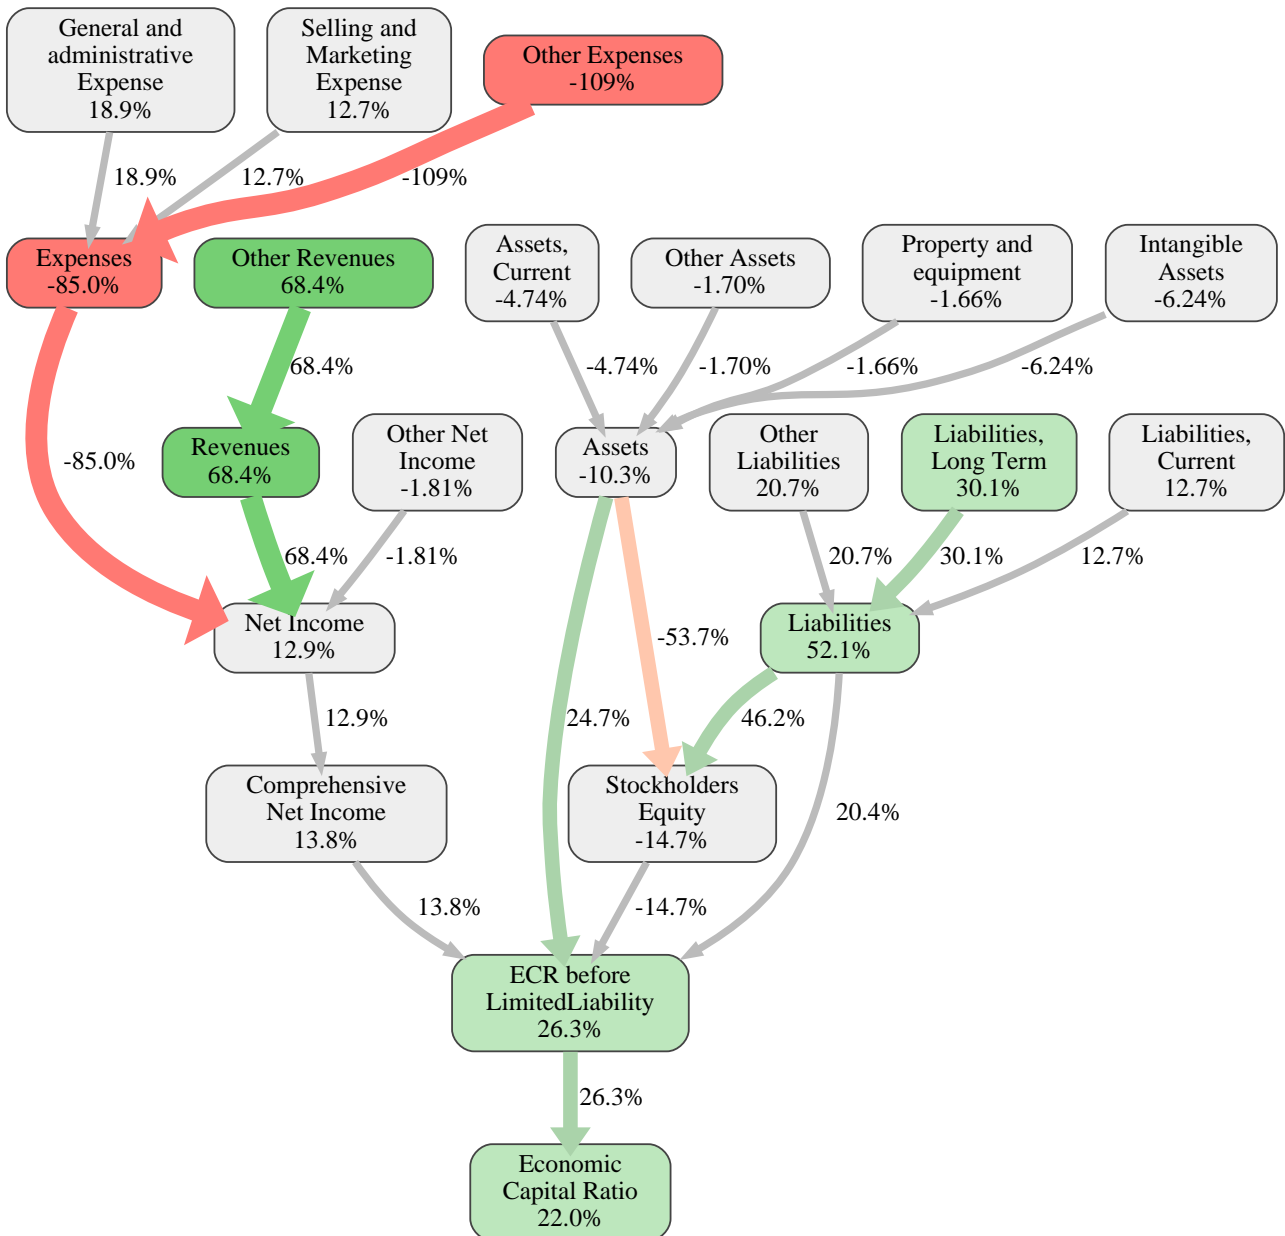 General and
administrative
Expense
18.9%
Selling and
Marketing
Expense
12.7%
Other Expenses
-109%
18.9%
12.7%
-109%
Expenses
-85.0%
Other Revenues
68.4%
Assets,
Current
-4.74%
Other Assets
-1.70%
Property and
equipment
-1.66%
Intangible
Assets
-6.24%
68.4%
-4.74%
-1.70%
-1.66%
-6.24%
-85.0%
Revenues
68.4%
Other Net
Income
-1.81%
Assets
-10.3%
Other
Liabilities
20.7%
Liabilities,
Long Term
30.1%
Liabilities,
Current
12.7%
68.4%
-1.81%
20.7%
30.1%
12.7%
Net Income
12.9%
-53.7%
Liabilities
52.1%
12.9%
24.7%
46.2%
Comprehensive
Net Income
13.8%
Stockholders
Equity
-14.7%
20.4%
13.8%
-14.7%
ECR before
LimitedLiability
26.3%
26.3%
Economic
Capital Ratio
22.0%